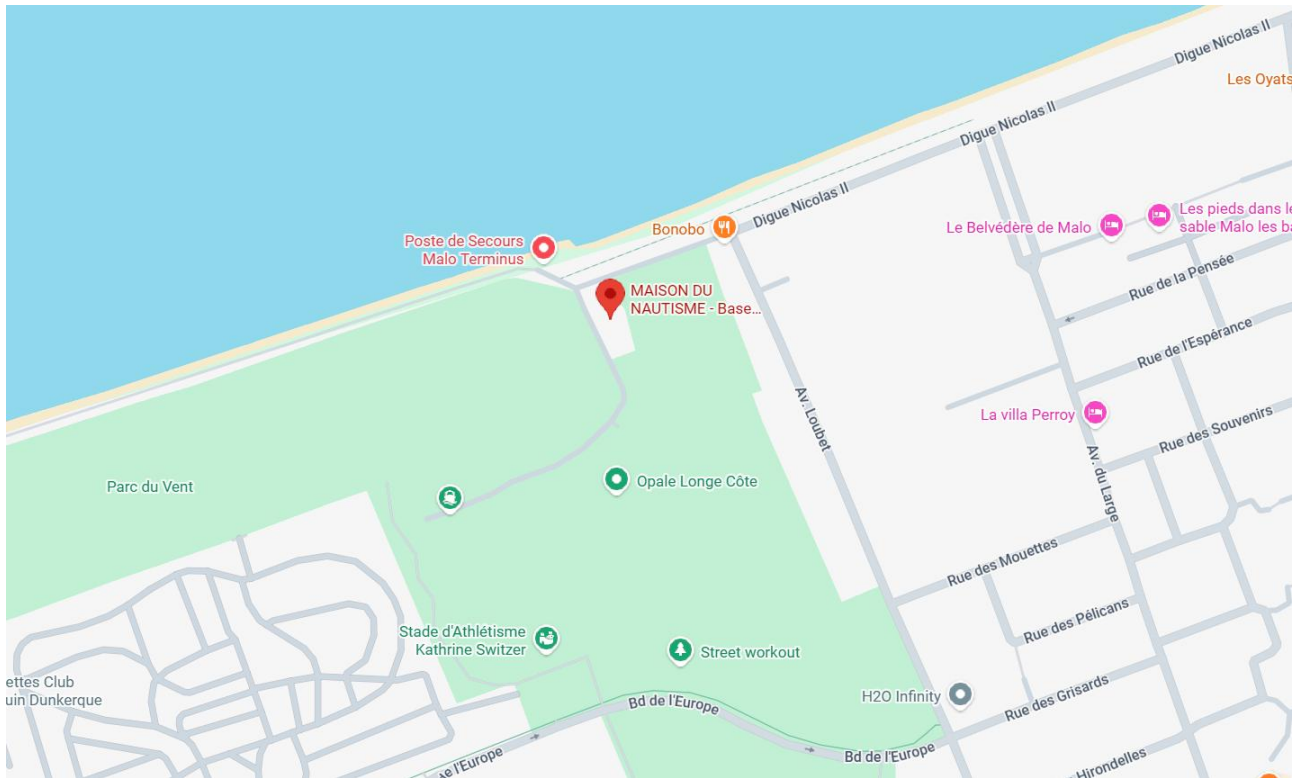 Digue Nicolas II
Les Oyats
Digue Nicolas II
Digue Nicolas II
Bonobo
Le Belvédère de Malo
Les pieds dans le
sable Malo les ba
Poste de Secours
Malo Terminus
Rue de la Pensée
MAISON DU
NAUTISME - Base...
Rue de l'Espérance
La villa Perroy
Av. Loubet
Rue des Souvenirs
Parc du Vent
Opale Longe Côte
Av. du Large
Rue des Mouettes
Rue des Pélicans
Stade d'Athlétisme
Kathrine Switzer
Street workout
ettes Club
uin Dunkerque
H2O Infinity
Rue des Grisards
Bd de l'Europe
Bd de l'Europe
de l'Europe
Hirondelles